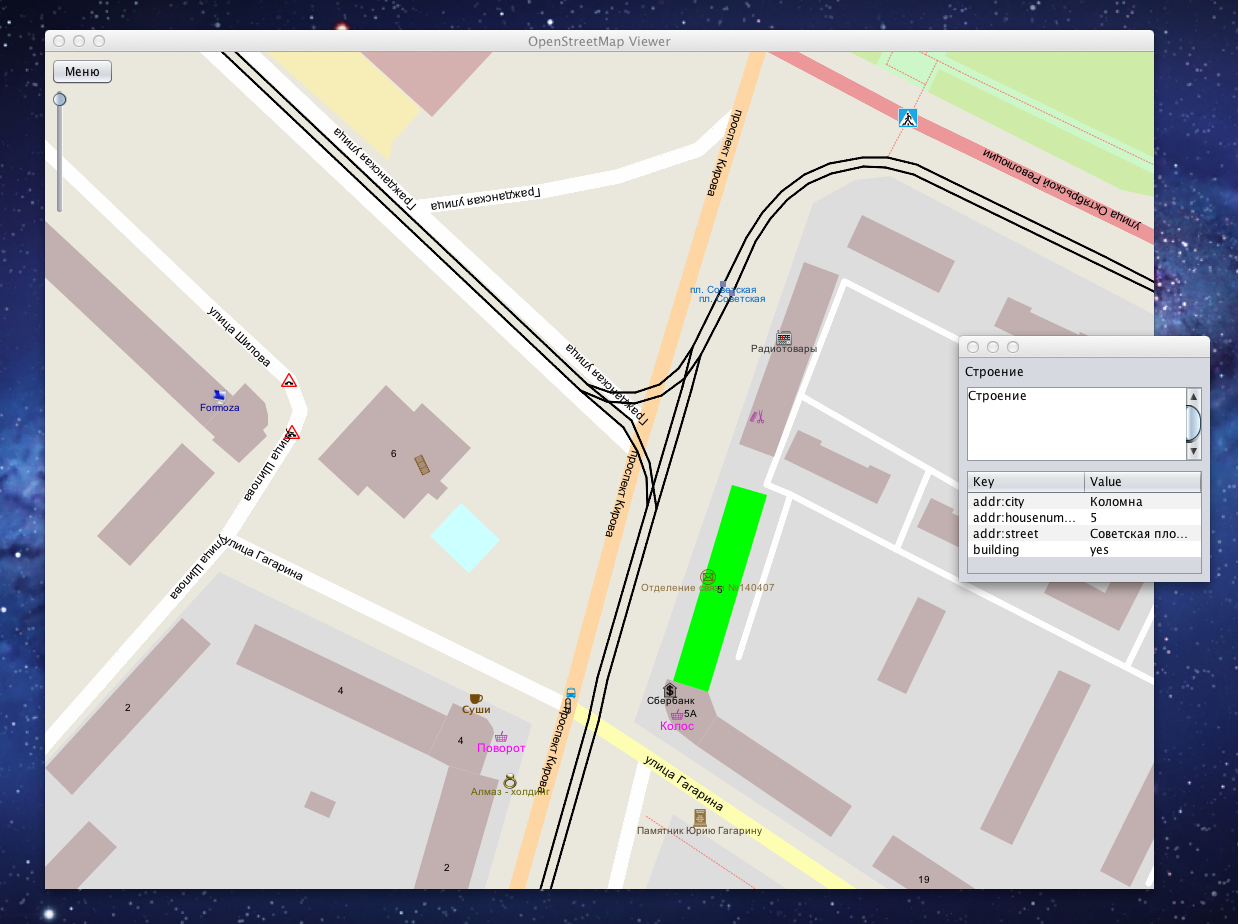 OpenStreetMap Viewer
Меню
проспект Кирова
Гражданская улица
Гражданская улица
улица Октябрьской Революции
пл. Советская
пл. Советская
улица Шилова
Радиотовары
Гражданская улица
Formoza
6
улица Шилова
проспект Кирова
улица Шилова
улица Гагарина
Отделение связи №140407
5
2
4
4
Суши
Поворот
Алмаз - холдинг
2
проспект Кирова
Сбербанк
5А
Колос
улица Гагарина
Памятник Юрию Гагарину
19
Строение
Строение
Key Value
addr:city Коломна
addr:housenum... 5
addr:street Советская пло...
building yes